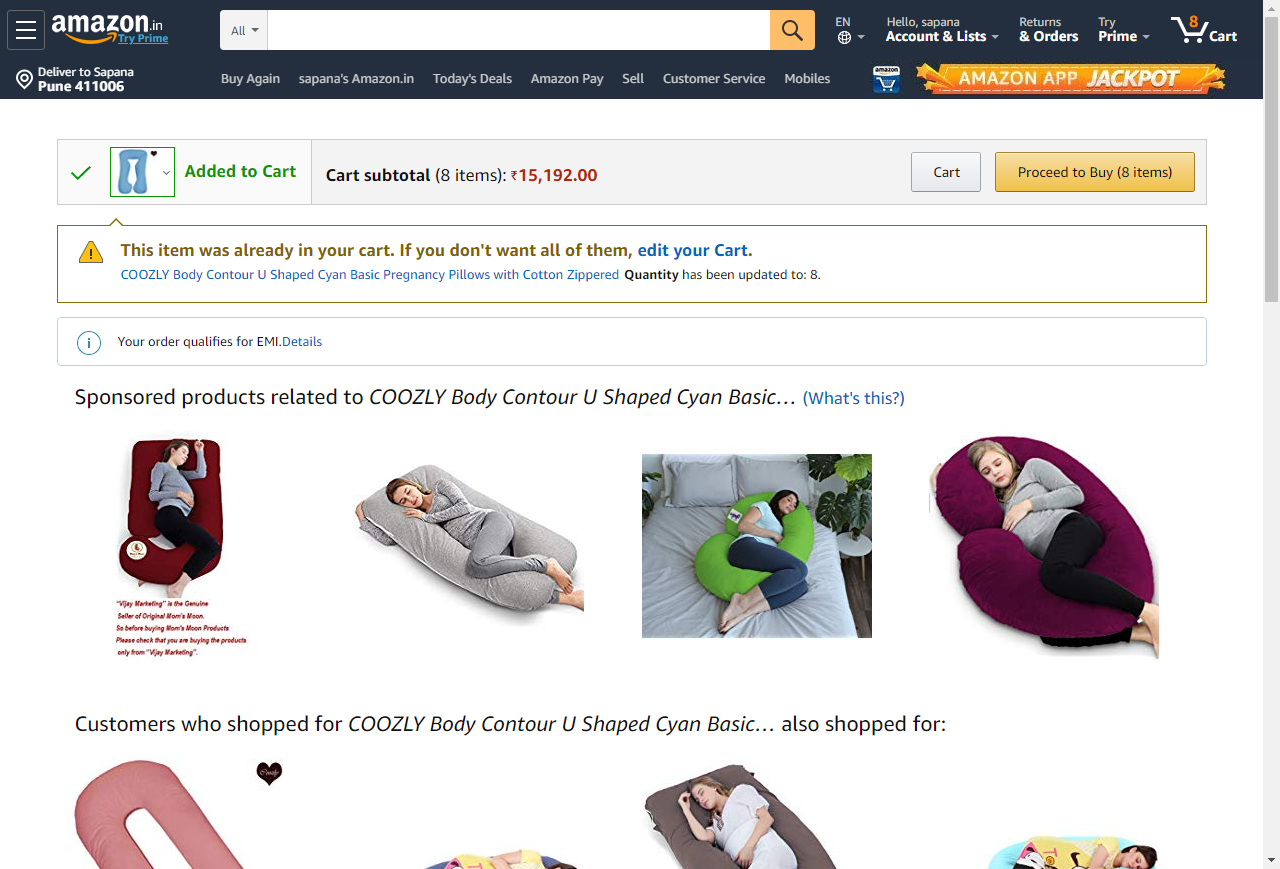 amazon.in
Try Prime
All
EN
Hello, sapana
Account & Lists
Returns
& Orders
Try
Prime
8
Cart
Deliver to Sapana
Pune 411006
Buy Again
sapana's Amazon.in
Today's Deals
Amazon Pay
Sell
Customer Service
Mobiles
amazon
AMAZON APP JACKPOT
Added to Cart
Cart subtotal (8 items): ₹15,192.00
Cart
Proceed to Buy (8 items)
This item was already in your cart. If you don't want all of them, edit your Cart.
COOZLY Body Contour U Shaped Cyan Basic Pregnancy Pillows with Cotton Zippered Quantity has been updated to: 8.
Your order qualifies for EMI.Details
Sponsored products related to COOZLY Body Contour U Shaped Cyan Basic… (What's this?)
"Vijay Marketing" is the Genuine
Seller of Original Mom's Moon.
So before buying Mom's Moon Products
Please check that you are buying the products
only from "Vijay Marketing".
Customers who shopped for COOZLY Body Contour U Shaped Cyan Basic… also shopped for:
Coozly